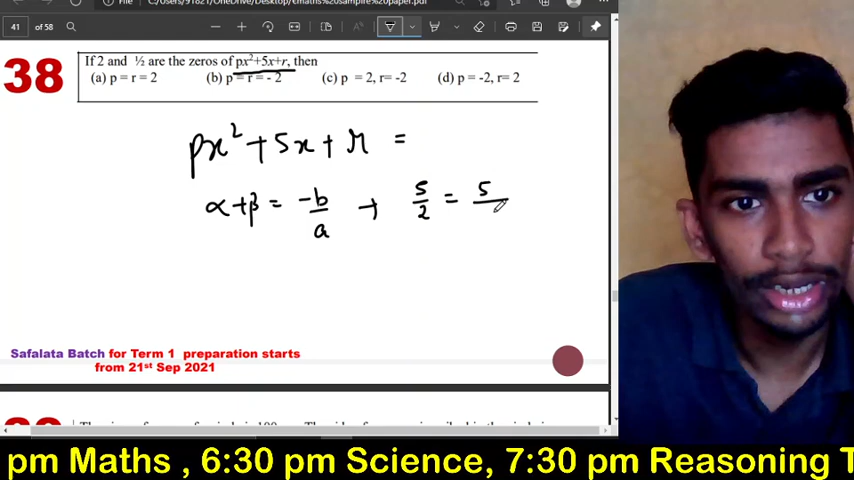 41 of 58
38
If 2 and ½ are the zeros of px²+5x+r, then
(a) p = r = 2 (b) p = r = - 2 (c) p = 2, r= -2 (d) p = -2, r= 2
px² + 5x + r =
α + β = -b/a → 5/2 = 5/
Safalata Batch for Term 1 preparation starts
from 21st Sep 2021
pm Maths , 6:30 pm Science, 7:30 pm Reasoning T